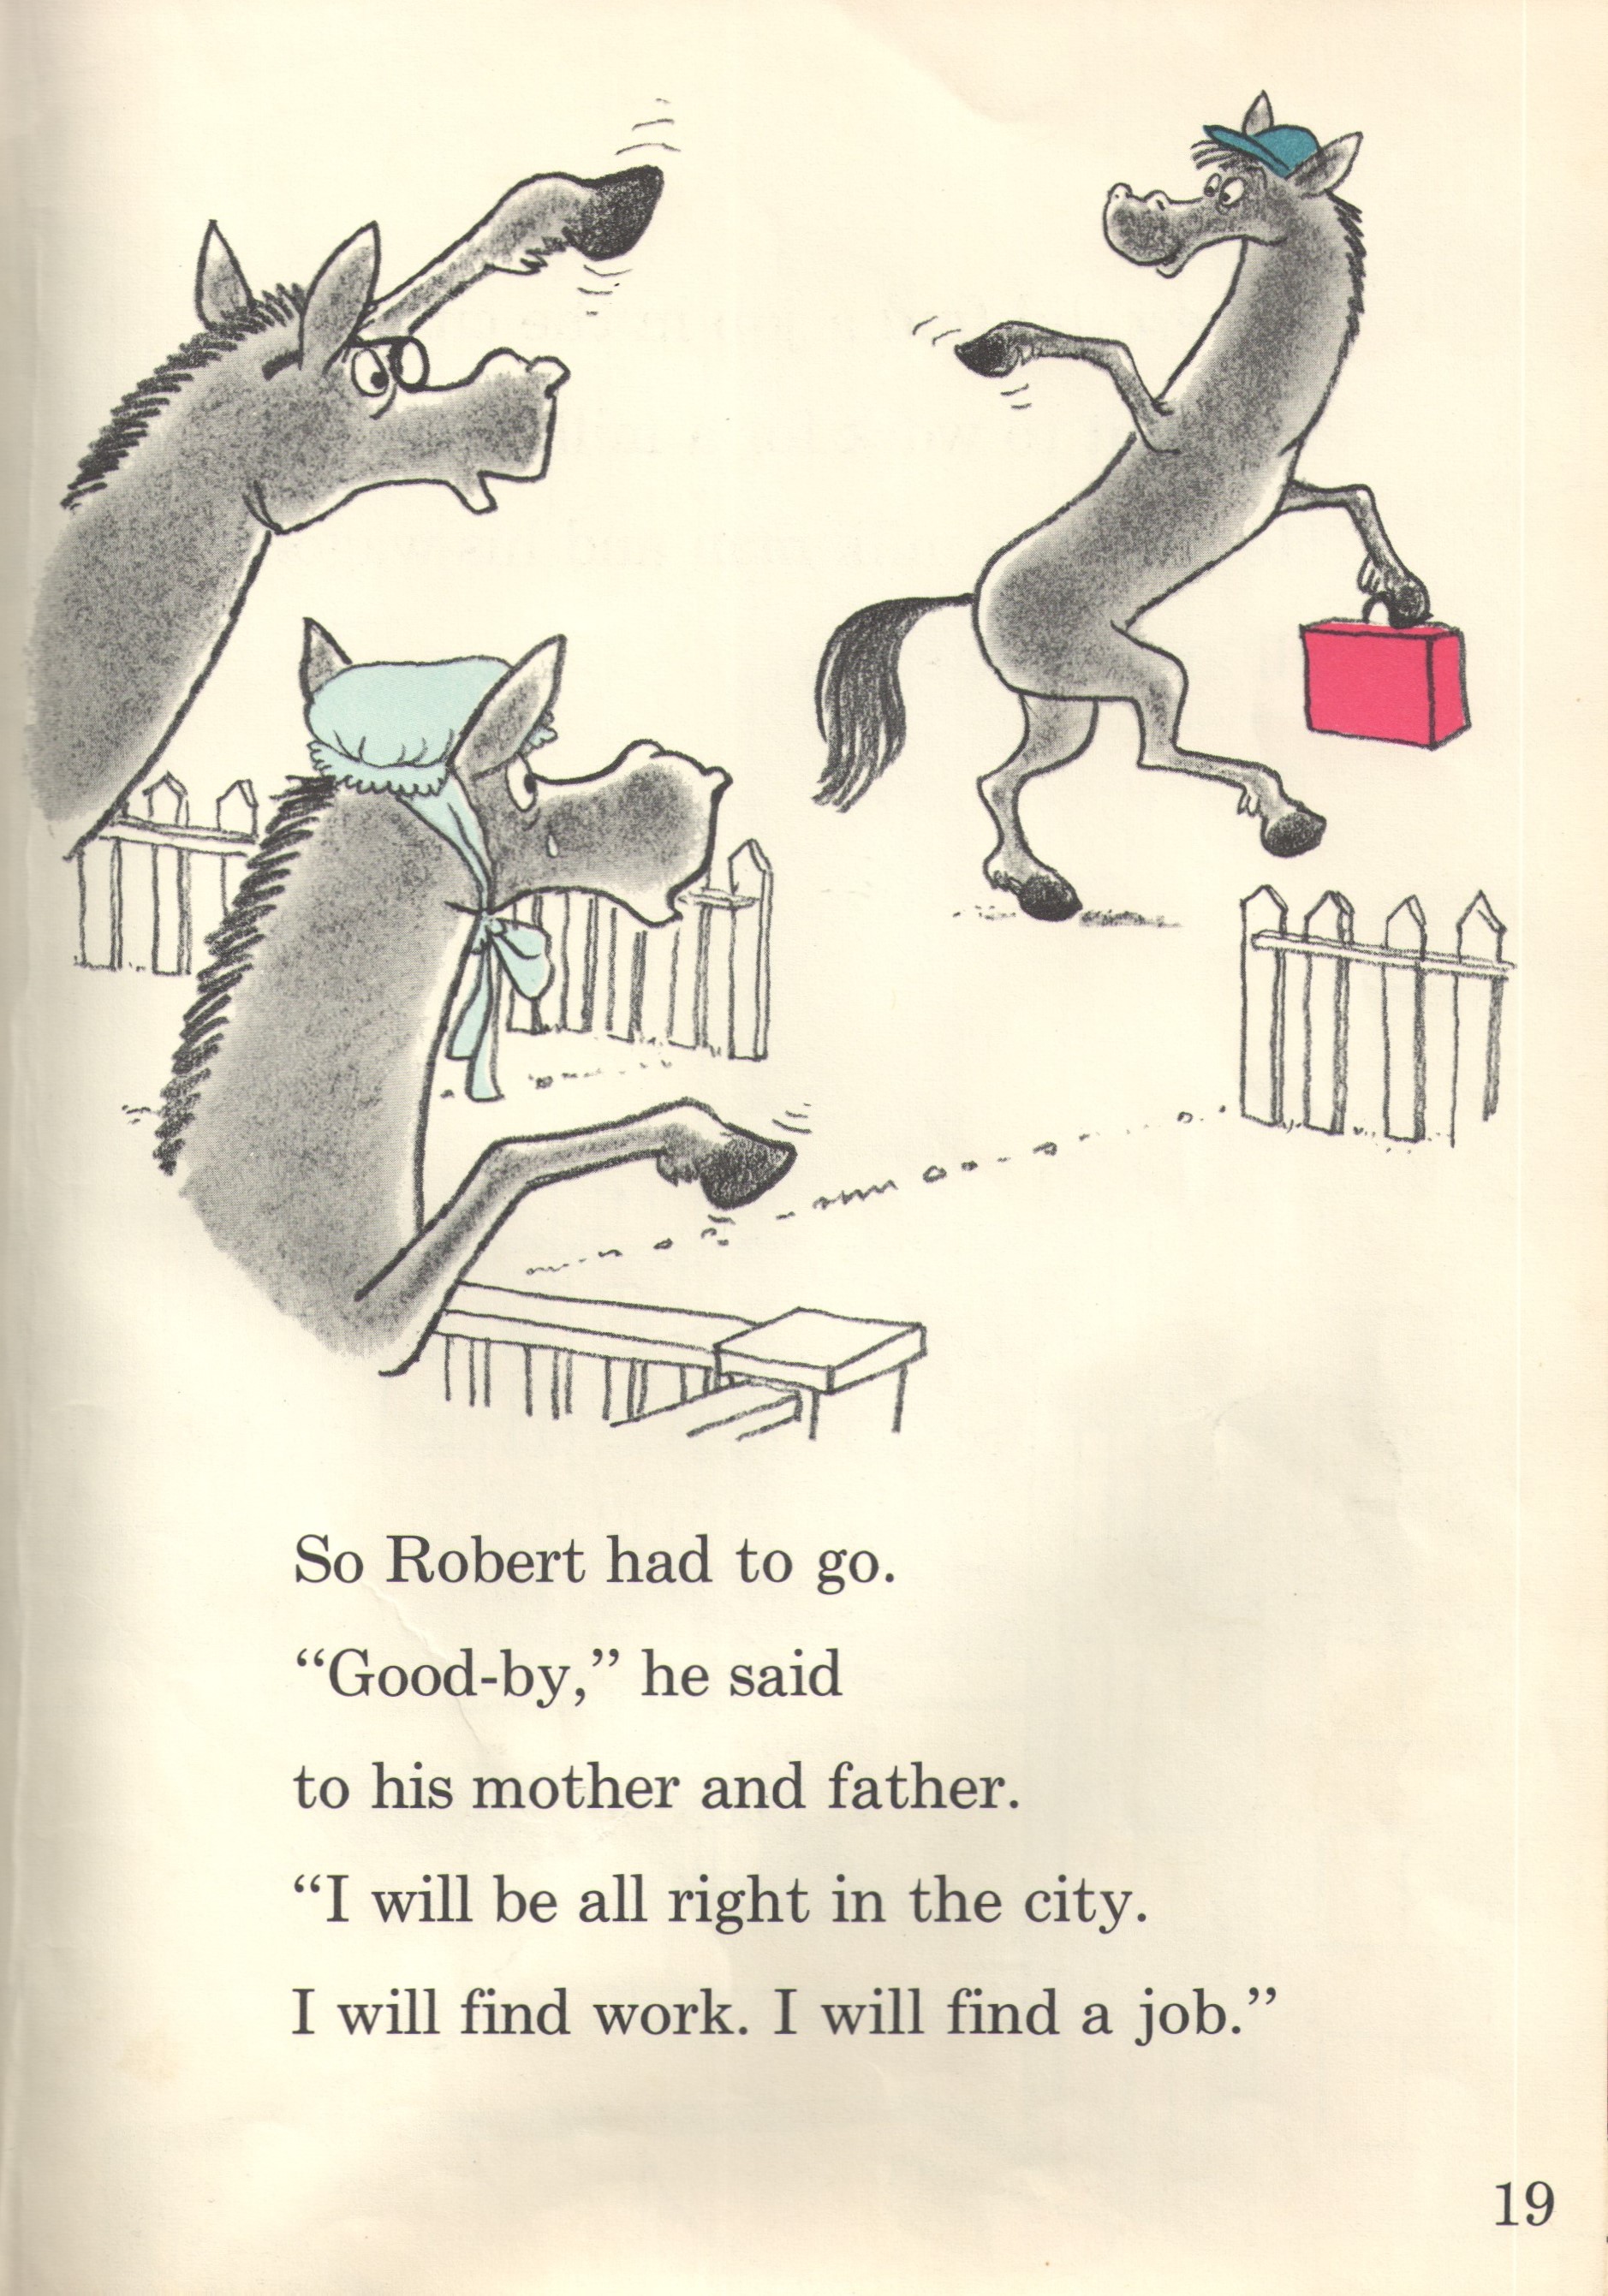 So Robert had to go.
“Good-by,” he said
to his mother and father.
“I will be all right in the city.
I will find work. I will find a job.”
19